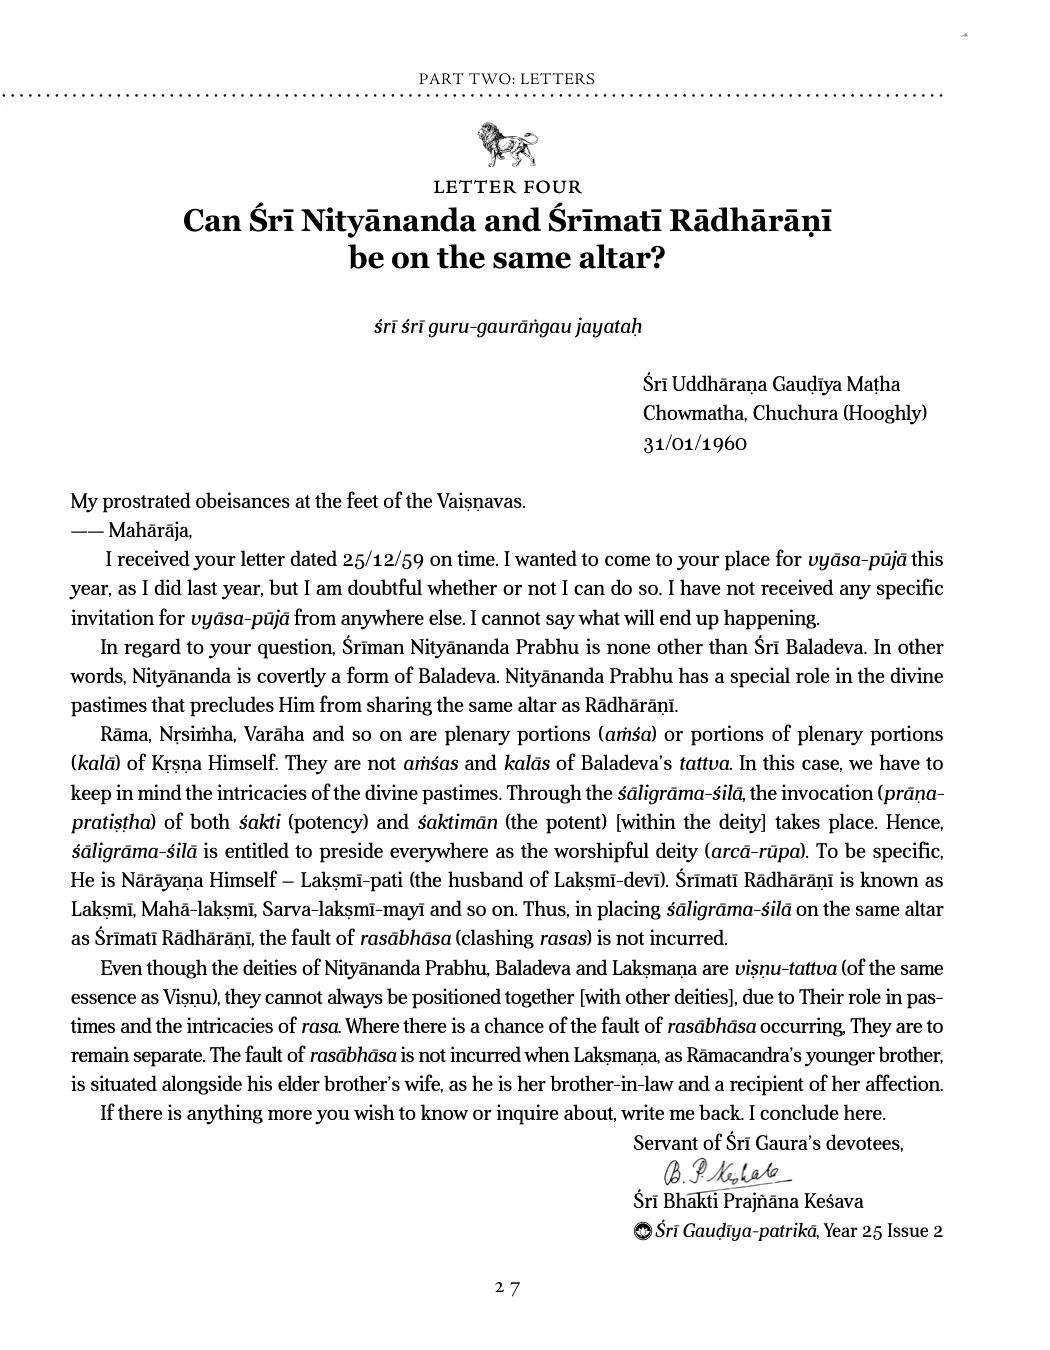 PART TWO: LETTERS
LETTER FOUR
Can Śrī Nityānanda and Śrīmatī Rādhārāṇī
be on the same altar?
śrī śrī guru-gaurāṅgau jayataḥ
Śrī Uddhāraṇa Gauḍīya Maṭha
Chowmatha, Chuchura (Hooghly)
31/01/1960
My prostrated obeisances at the feet of the Vaiṣṇavas.
—— Mahārāja,
I received your letter dated 25/12/59 on time. I wanted to come to your place for vyāsa-pūjā this
year, as I did last year, but I am doubtful whether or not I can do so. I have not received any specific
invitation for vyāsa-pūjā from anywhere else. I cannot say what will end up happening.
In regard to your question, Śrīman Nityānanda Prabhu is none other than Śrī Baladeva. In other
words, Nityānanda is covertly a form of Baladeva. Nityānanda Prabhu has a special role in the divine
pastimes that precludes Him from sharing the same altar as Rādhārāṇī.
Rāma, Nṛsiṁha, Varāha and so on are plenary portions (aṁśa) or portions of plenary portions
(kalā) of Kṛṣṇa Himself. They are not aṁśas and kalās of Baladeva's tattva. In this case, we have to
keep in mind the intricacies of the divine pastimes. Through the śāligrāma-śilā, the invocation (prāṇa-
pratiṣṭha) of both śakti (potency) and śaktimān (the potent) [within the deity] takes place. Hence,
śāligrāma-śilā is entitled to preside everywhere as the worshipful deity (arcā-rūpa). To be specific,
He is Nārāyaṇa Himself – Lakṣmī-pati (the husband of Lakṣmī-devī). Śrīmatī Rādhārāṇī is known as
Lakṣmī, Mahā-lakṣmī, Sarva-lakṣmī-mayī and so on. Thus, in placing śāligrāma-śilā on the same altar
as Śrīmatī Rādhārāṇī, the fault of rasābhāsa (clashing rasas) is not incurred.
Even though the deities of Nityānanda Prabhu, Baladeva and Lakṣmaṇa are viṣṇu-tattva (of the same
essence as Viṣṇu), they cannot always be positioned together [with other deities], due to Their role in pas-
times and the intricacies of rasa. Where there is a chance of the fault of rasābhāsa occurring, They are to
remain separate. The fault of rasābhāsa is not incurred when Lakṣmaṇa, as Rāmacandra's younger brother,
is situated alongside his elder brother's wife, as he is her brother-in-law and a recipient of her affection.
If there is anything more you wish to know or inquire about, write me back. I conclude here.
Servant of Śrī Gaura's devotees,
B. P. Keshab
Śrī Bhakti Prajñāna Keśava
Śrī Gauḍīya-patrikā, Year 25 Issue 2
27